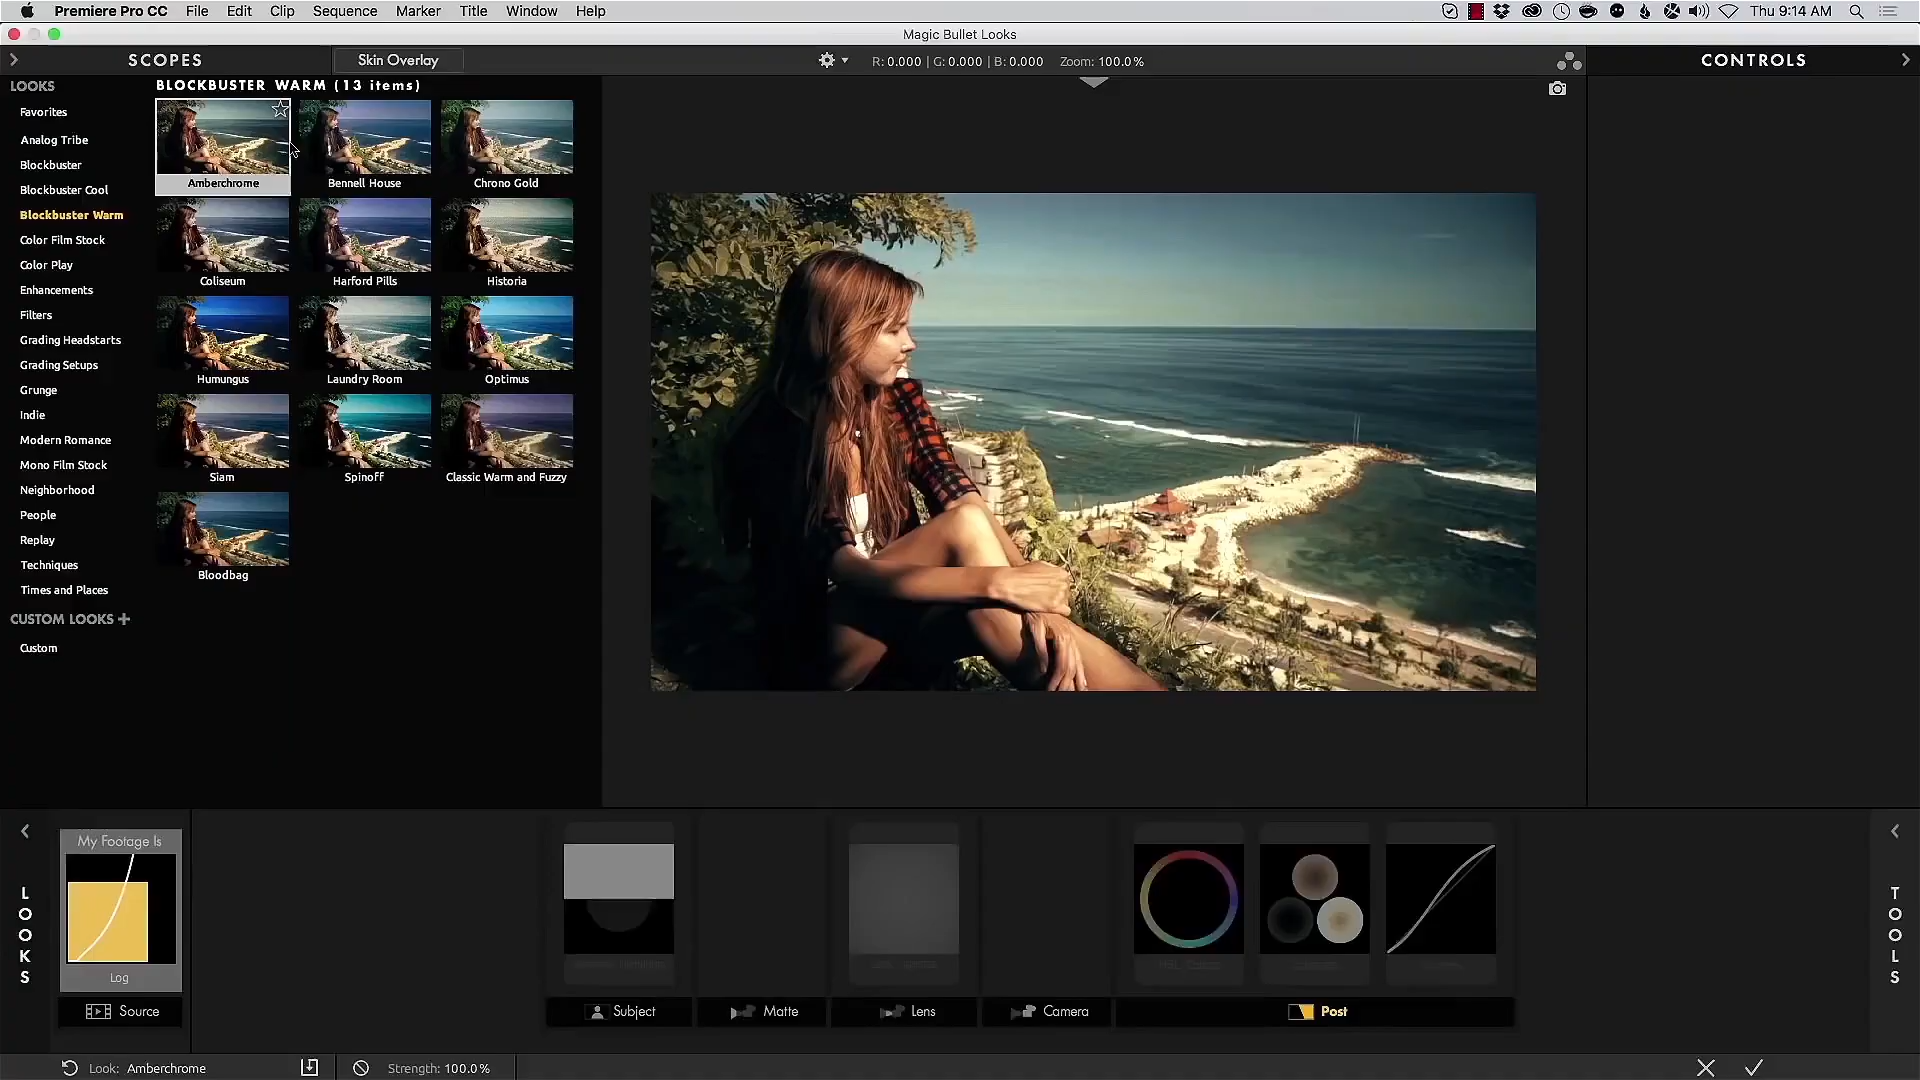 Premiere Pro CC File Edit Clip Sequence Marker Title Window Help Thu 9:14 AM
Magic Bullet Looks
SCOPES Skin Overlay R: 0.000 | G: 0.000 | B: 0.000 Zoom: 100.0% CONTROLS
LOOKS
BLOCKBUSTER WARM (13 items)
Favorites
Analog Tribe
Blockbuster
Blockbuster Cool
Blockbuster Warm
Color Film Stock
Color Play
Enhancements
Filters
Grading Headstarts
Grading Setups
Grunge
Indie
Modern Romance
Mono Film Stock
Neighborhood
People
Replay
Techniques
Times and Places
CUSTOM LOOKS +
Custom
Amberchrome Bennell House Chrono Gold
Coliseum Harford Pills Historia
Humungus Laundry Room Optimus
Siam Spinoff Classic Warm and Fuzzy
Bloodbag
LOOKS
My Footage Is
Log
Source
Subject Matte Lens Camera Post
TOOLS
Look: Amberchrome Strength: 100.0%